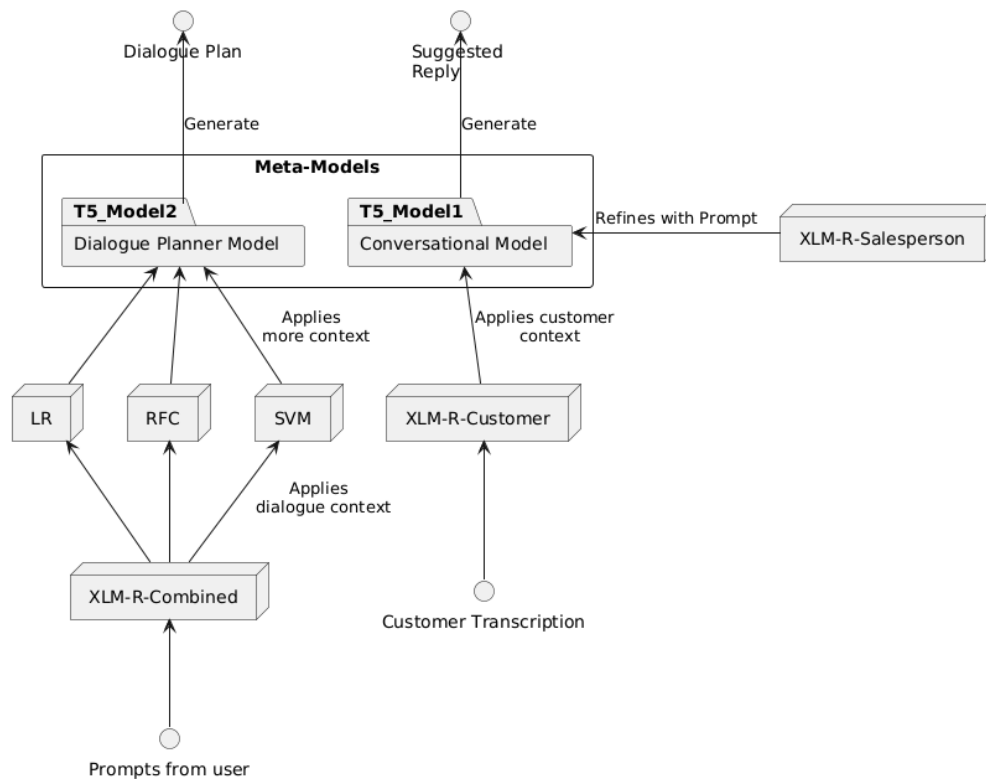 Dialogue Plan
Suggested
Reply
Generate
Generate
Meta-Models
T5_Model2
Dialogue Planner Model
T5_Model1
Conversational Model
Refines with Prompt
XLM-R-Salesperson
Applies
more context
Applies customer
context
LR
RFC
SVM
XLM-R-Customer
Applies
dialogue context
XLM-R-Combined
Customer Transcription
Prompts from user